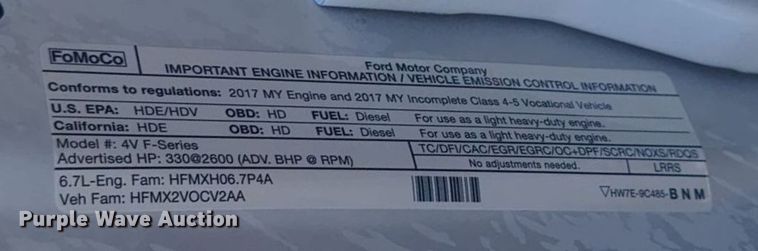 FoMoCo
Ford Motor Company
IMPORTANT ENGINE INFORMATION / VEHICLE EMISSION CONTROL INFORMATION
Conforms to regulations: 2017 MY Engine and 2017 MY Incomplete Class 4-5 Vocational Vehicle
U.S. EPA: HDE/HDV OBD: HD FUEL: Diesel For use as a light heavy-duty engine.
California: HDE OBD: HD FUEL: Diesel For use as a light heavy-duty engine.
Model #: 4V F-Series TC/DFI/CAC/EGR/EGRC/OC+DPF/SCRC/NOXS/RDQS
Advertised HP: 330@2600 (ADV. BHP @ RPM) No adjustments needed. LRRS
6.7L-Eng. Fam: HFMXH06.7P4A
Veh Fam: HFMX2VOCV2AA ▽HW7E-9C485-BNM
Purple Wave Auction